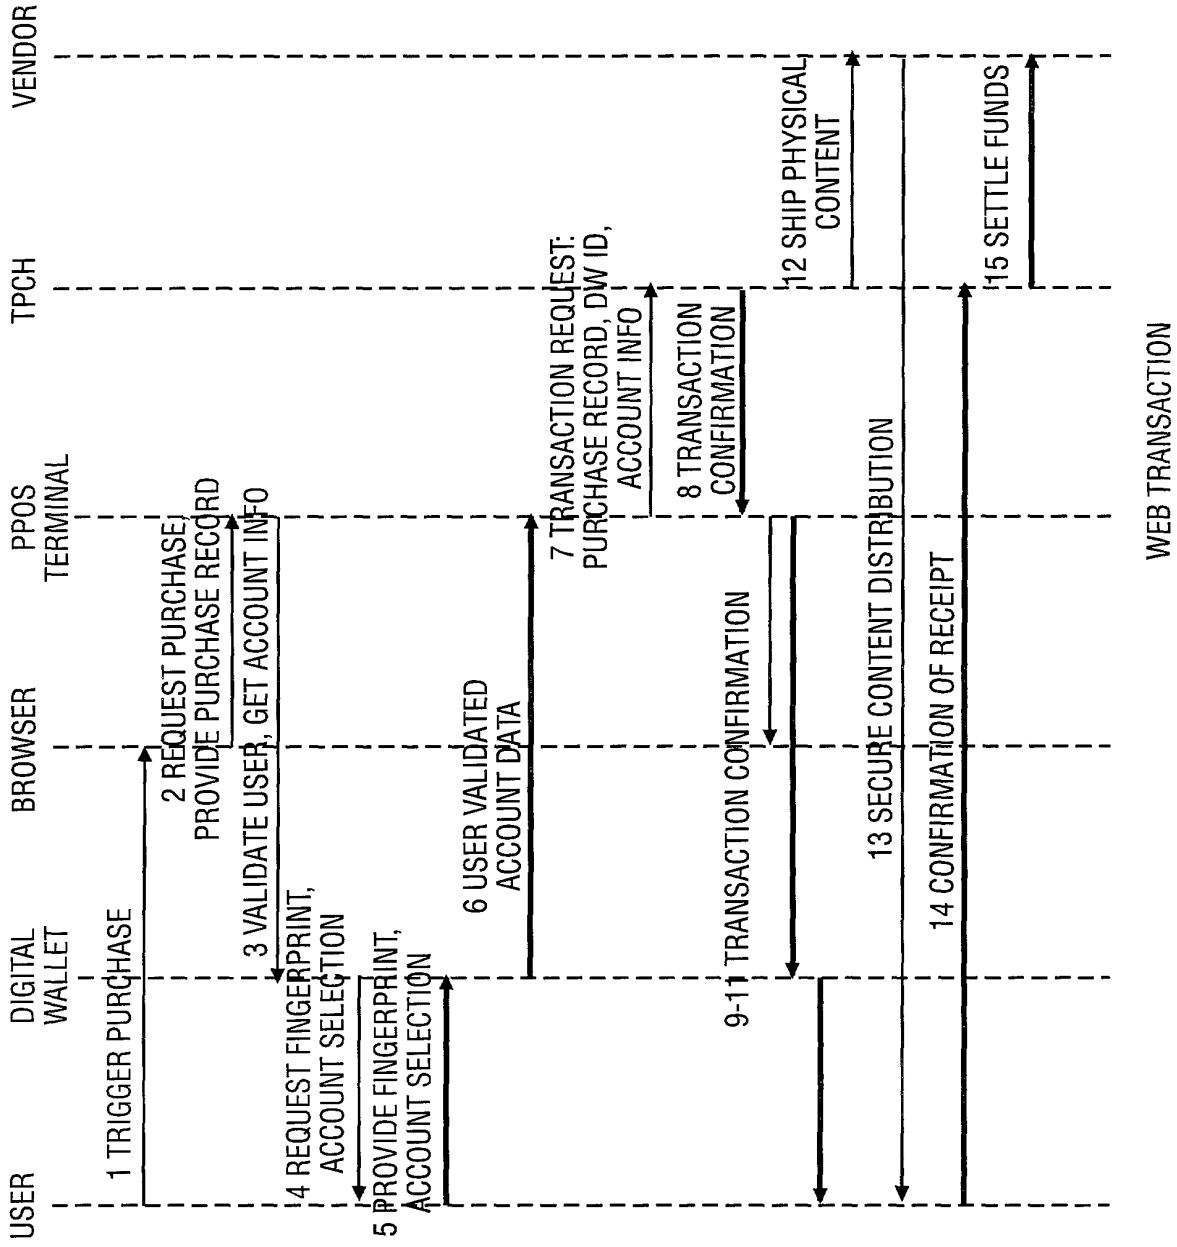 USER
DIGITAL
WALLET
BROWSER
PPOS
TERMINAL
TPCH
VENDOR
1 TRIGGER PURCHASE
2 REQUEST PURCHASE,
PROVIDE PURCHASE RECORD
3 VALIDATE USER, GET ACCOUNT INFO
4 REQUEST FINGERPRINT,
ACCOUNT SELECTION
5 PROVIDE FINGERPRINT,
ACCOUNT SELECTION
6 USER VALIDATED
ACCOUNT DATA
7 TRANSACTION REQUEST:
PURCHASE RECORD, DW ID,
ACCOUNT INFO
8 TRANSACTION
CONFIRMATION
9-11 TRANSACTION CONFIRMATION
12 SHIP PHYSICAL
CONTENT
13 SECURE CONTENT DISTRIBUTION
14 CONFIRMATION OF RECEIPT
15 SETTLE FUNDS
WEB TRANSACTION